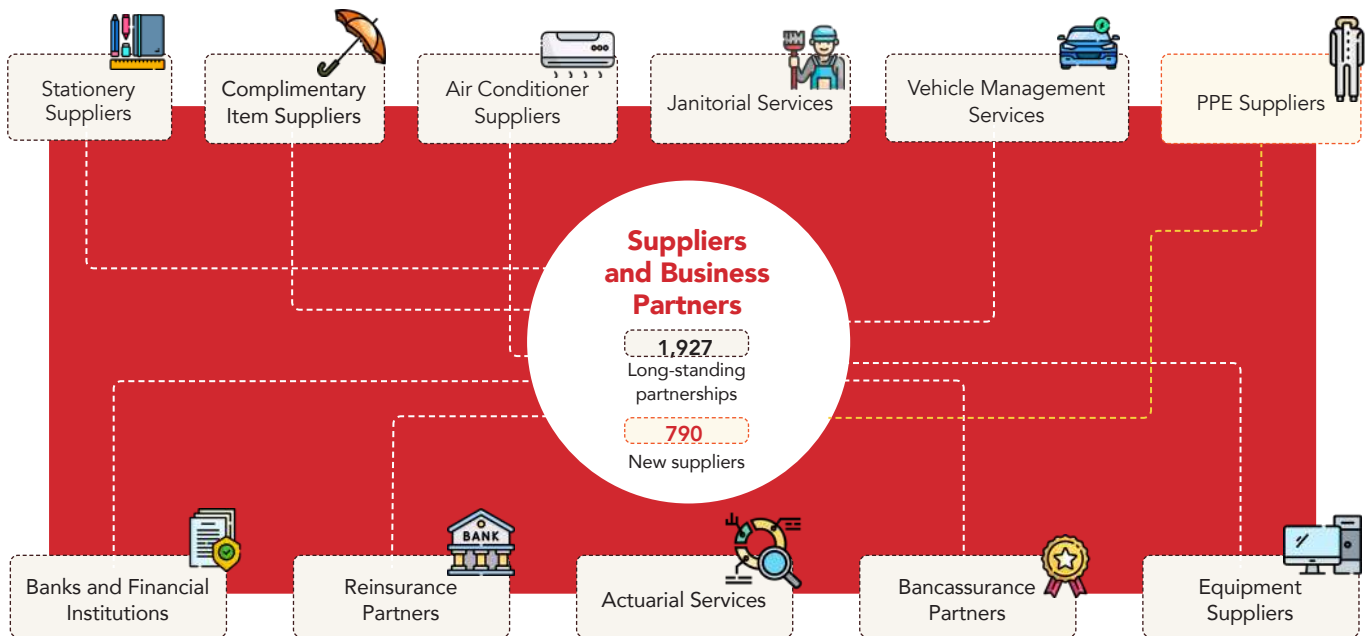 Stationery
Suppliers
Complimentary
Item Suppliers
Air Conditioner
Suppliers
Janitorial Services
Vehicle Management
Services
PPE Suppliers
Suppliers
and Business
Partners
1,927
Long-standing
partnerships
790
New suppliers
Banks and Financial
Institutions
BANK
Reinsurance
Partners
Actuarial Services
Bancassurance
Partners
Equipment
Suppliers